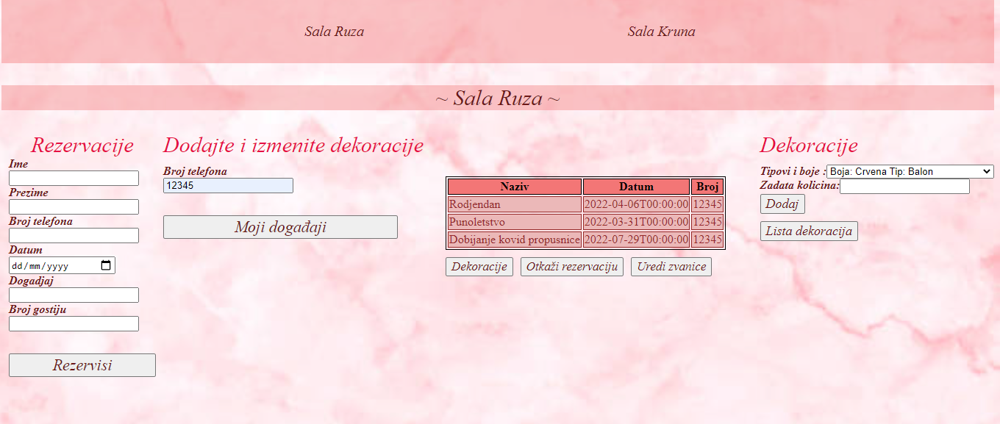 Sala Ruza
Sala Kruna
~ Sala Ruza ~
Rezervacije
Ime
Prezime
Broj telefona
Datum
dd/mm/yyyy
Dogadjaj
Broj gostiju
Rezervisi
Dodajte i izmenite dekoracije
Broj telefona
12345
Moji događaji
Naziv Datum Broj
Rodjendan 2022-04-06T00:00:00 12345
Punoletstvo 2022-03-31T00:00:00 12345
Dobijanje kovid propusnice 2022-07-29T00:00:00 12345
Dekoracije Otkaži rezervaciju Uredi zvanice
Dekoracije
Tipovi i boje : Boja: Crvena Tip: Balon
Zadata kolicina:
Dodaj
Lista dekoracija